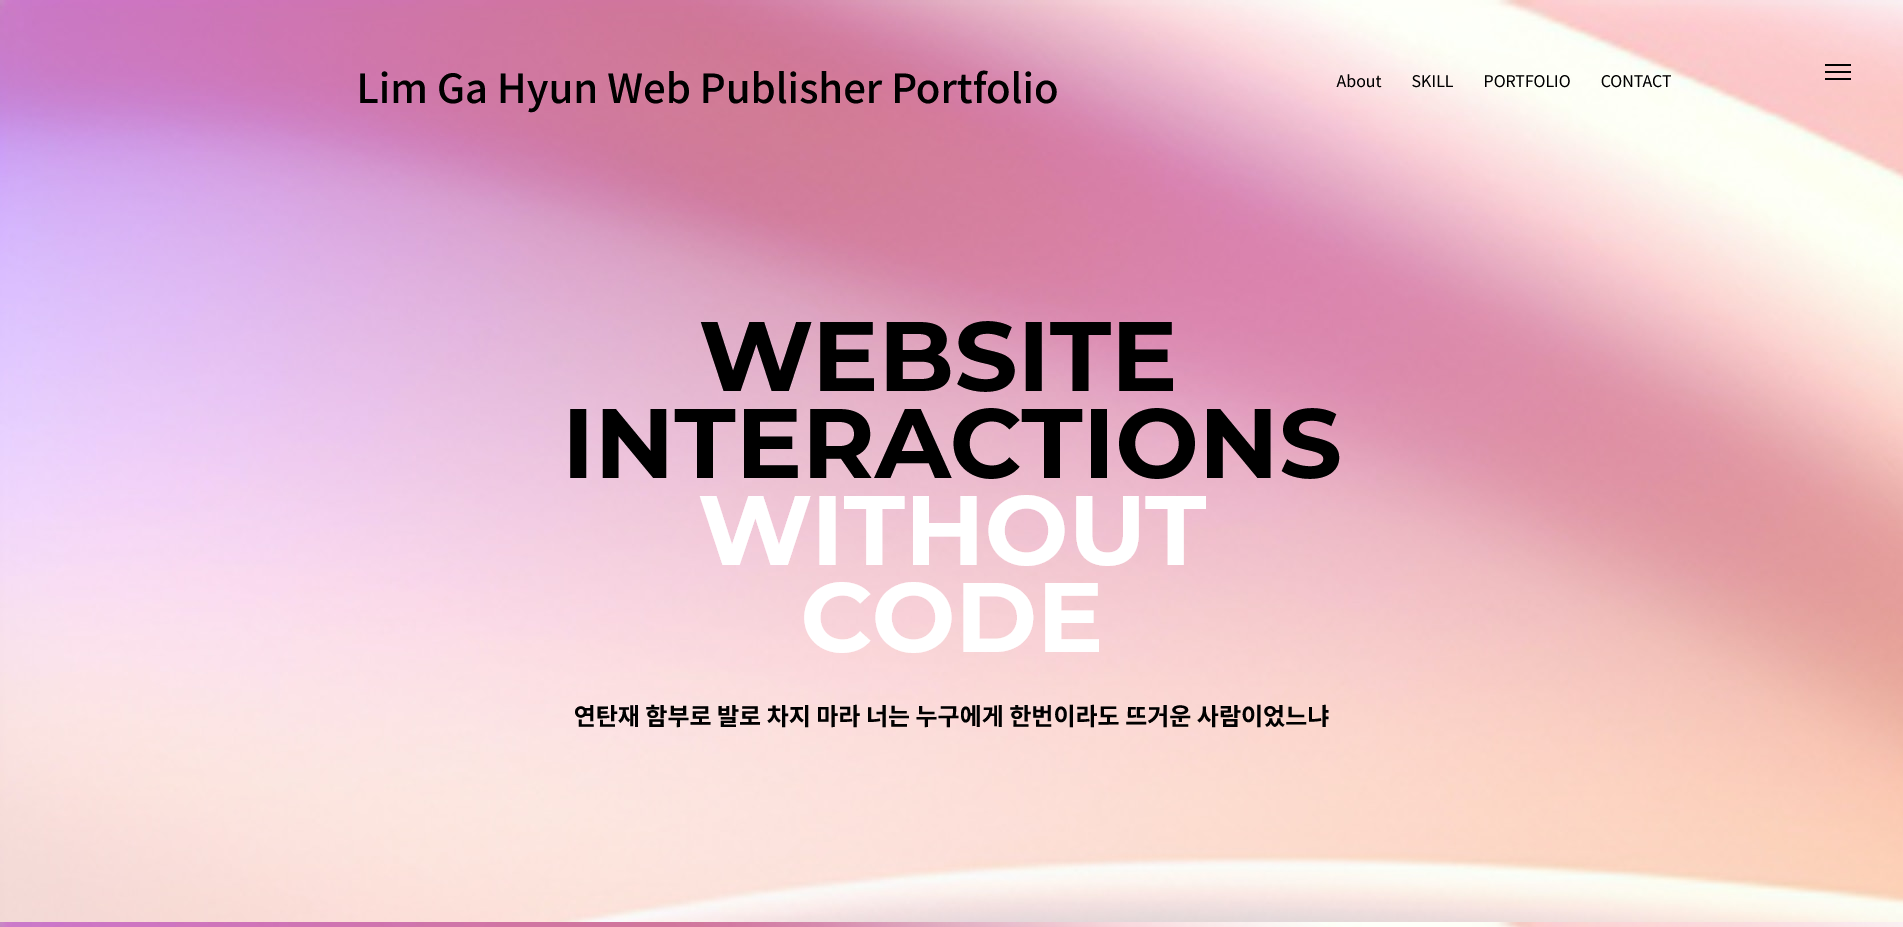 Lim Ga Hyun Web Publisher Portfolio
About SKILL PORTFOLIO CONTACT
WEBSITE
INTERACTIONS
WITHOUT
CODE
연탄재 함부로 발로 차지 마라 너는 누구에게 한번이라도 뜨거운 사람이었느냐